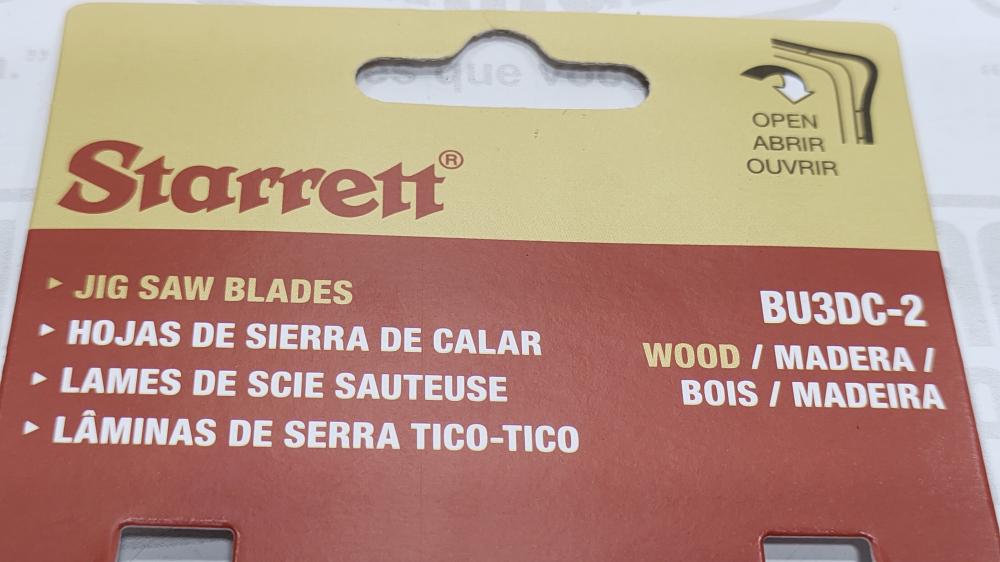 OPEN
ABRIR
OUVRIR
Starrett®
▸ JIG SAW BLADES
▸ HOJAS DE SIERRA DE CALAR
▸ LAMES DE SCIE SAUTEUSE
▸ LÂMINAS DE SERRA TICO-TICO
BU3DC-2
WOOD / MADERA /
BOIS / MADEIRA